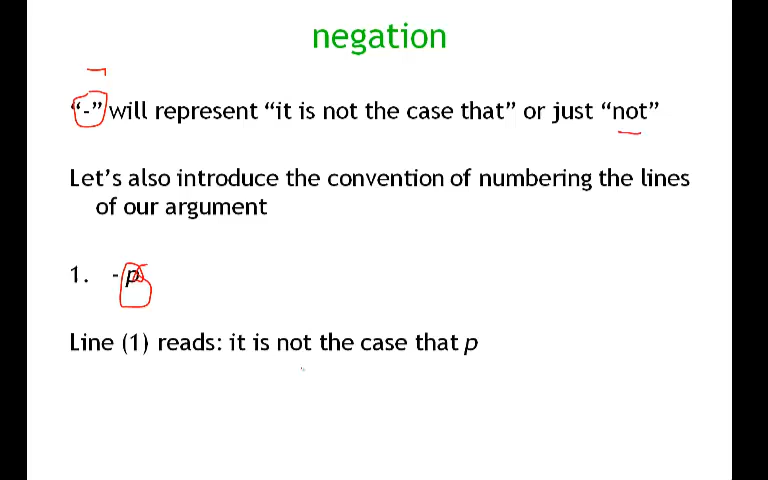 negation
¬
“-” will represent “it is not the case that” or just “not”
Let’s also introduce the convention of numbering the lines
of our argument
1. -p
Line (1) reads: it is not the case that p